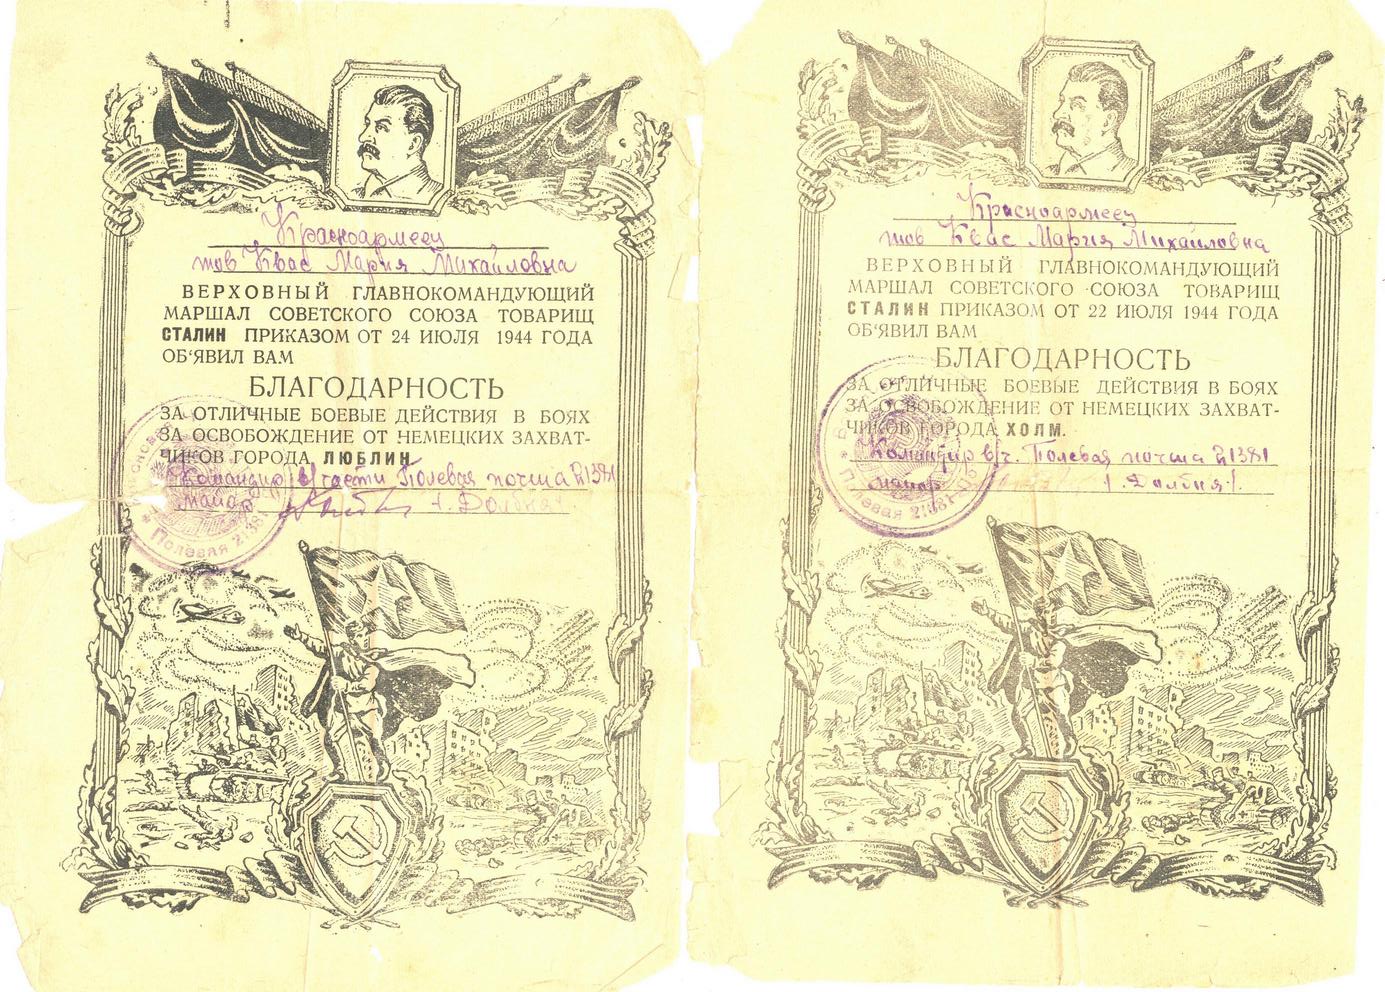 Красноармеец
тов Квас Мария Михайловна
ВЕРХОВНЫЙ ГЛАВНОКОМАНДУЮЩИЙ
МАРШАЛ СОВЕТСКОГО СОЮЗА ТОВАРИЩ
СТАЛИН ПРИКАЗОМ ОТ 24 ИЮЛЯ 1944 ГОДА
ОБ'ЯВИЛ ВАМ
БЛАГОДАРНОСТЬ
ЗА ОТЛИЧНЫЕ БОЕВЫЕ ДЕЙСТВИЯ В БОЯХ
ЗА ОСВОБОЖДЕНИЕ ОТ НЕМЕЦКИХ ЗАХВАТ-
ЧИКОВ ГОРОДА ЛЮБЛИН
Командир части Полевая почта
майор Долбня
Полевая
Красноармеец
тов Квас Мария Михайловна
ВЕРХОВНЫЙ ГЛАВНОКОМАНДУЮЩИЙ
МАРШАЛ СОВЕТСКОГО СОЮЗА ТОВАРИЩ
СТАЛИН ПРИКАЗОМ ОТ 22 ИЮЛЯ 1944 ГОДА
ОБ'ЯВИЛ ВАМ
БЛАГОДАРНОСТЬ
ЗА ОТЛИЧНЫЕ БОЕВЫЕ ДЕЙСТВИЯ В БОЯХ
ЗА ОСВОБОЖДЕНИЕ ОТ НЕМЕЦКИХ ЗАХВАТ-
ЧИКОВ ГОРОДА ХОЛМ.
Командир в/ч. Полевая почта
майор /.Долбня/.
Полевая